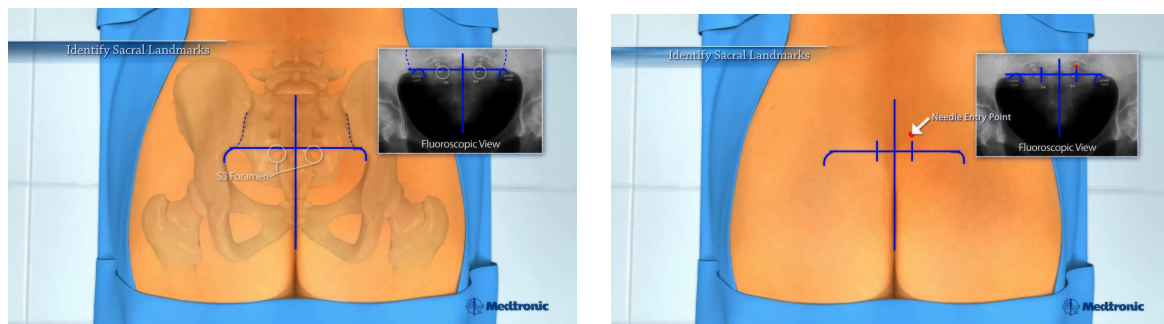 Identify Sacral Landmarks
Fluoroscopic View
S3 Foramen
Medtronic
Identify Sacral Landmarks
Needle Entry Point
Fluoroscopic View
Medtronic